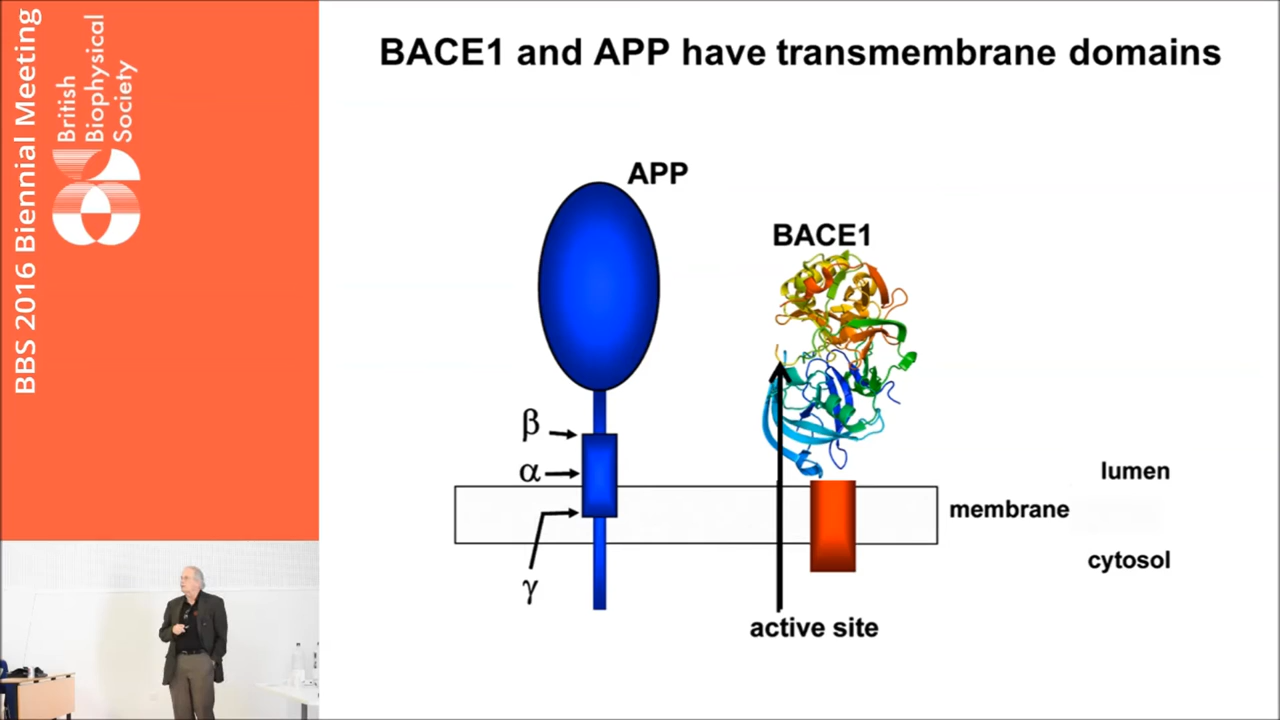 BBS 2016 Biennial Meeting
British
Biophysical
Society
BACE1 and APP have transmembrane domains
APP
BACE1
β
α
γ
lumen
membrane
cytosol
active site